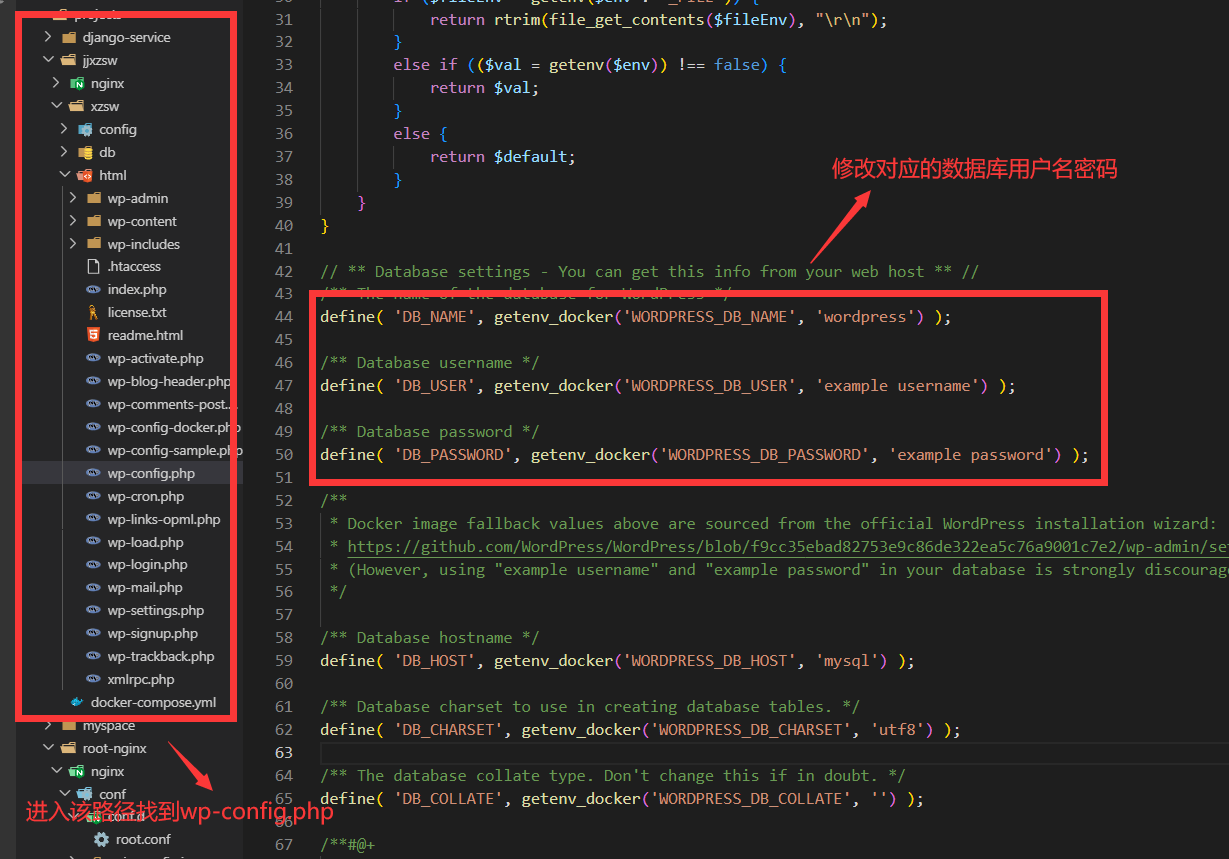 projects
django-service
jjxzsw
nginx
xzsw
config
db
html
wp-admin
wp-content
wp-includes
.htaccess
index.php
license.txt
readme.html
wp-activate.php
wp-blog-header.php
wp-comments-post...
wp-config-docker.php
wp-config-sample.php
wp-config.php
wp-cron.php
wp-links-opml.php
wp-load.php
wp-login.php
wp-mail.php
wp-settings.php
wp-signup.php
wp-trackback.php
xmlrpc.php
docker-compose.yml
myspace
root-nginx
nginx
conf
conf.d
root.conf
进入该路径找到wp-config.php
31 return rtrim(file_get_contents($fileEnv), "\r\n");
32 }
33 else if (($val = getenv($env)) !== false) {
34 return $val;
35 }
36 else {
37 return $default;
38 }
39 }
40 }
41
修改对应的数据库用户名密码
42 // ** Database settings - You can get this info from your web host ** //
43 /** The name of the database for WordPress */
44 define( 'DB_NAME', getenv_docker('WORDPRESS_DB_NAME', 'wordpress') );
45
46 /** Database username */
47 define( 'DB_USER', getenv_docker('WORDPRESS_DB_USER', 'example username') );
48
49 /** Database password */
50 define( 'DB_PASSWORD', getenv_docker('WORDPRESS_DB_PASSWORD', 'example password') );
51
52 /**
53 * Docker image fallback values above are sourced from the official WordPress installation wizard:
54 * https://github.com/WordPress/WordPress/blob/f9cc35ebad82753e9c86de322ea5c76a9001c7e2/wp-admin/se
55 * (However, using "example username" and "example password" in your database is strongly discourag
56 */
57
58 /** Database hostname */
59 define( 'DB_HOST', getenv_docker('WORDPRESS_DB_HOST', 'mysql') );
60
61 /** Database charset to use in creating database tables. */
62 define( 'DB_CHARSET', getenv_docker('WORDPRESS_DB_CHARSET', 'utf8') );
63
64 /** The database collate type. Don't change this if in doubt. */
65 define( 'DB_COLLATE', getenv_docker('WORDPRESS_DB_COLLATE', '') );
66
67 /**#@+